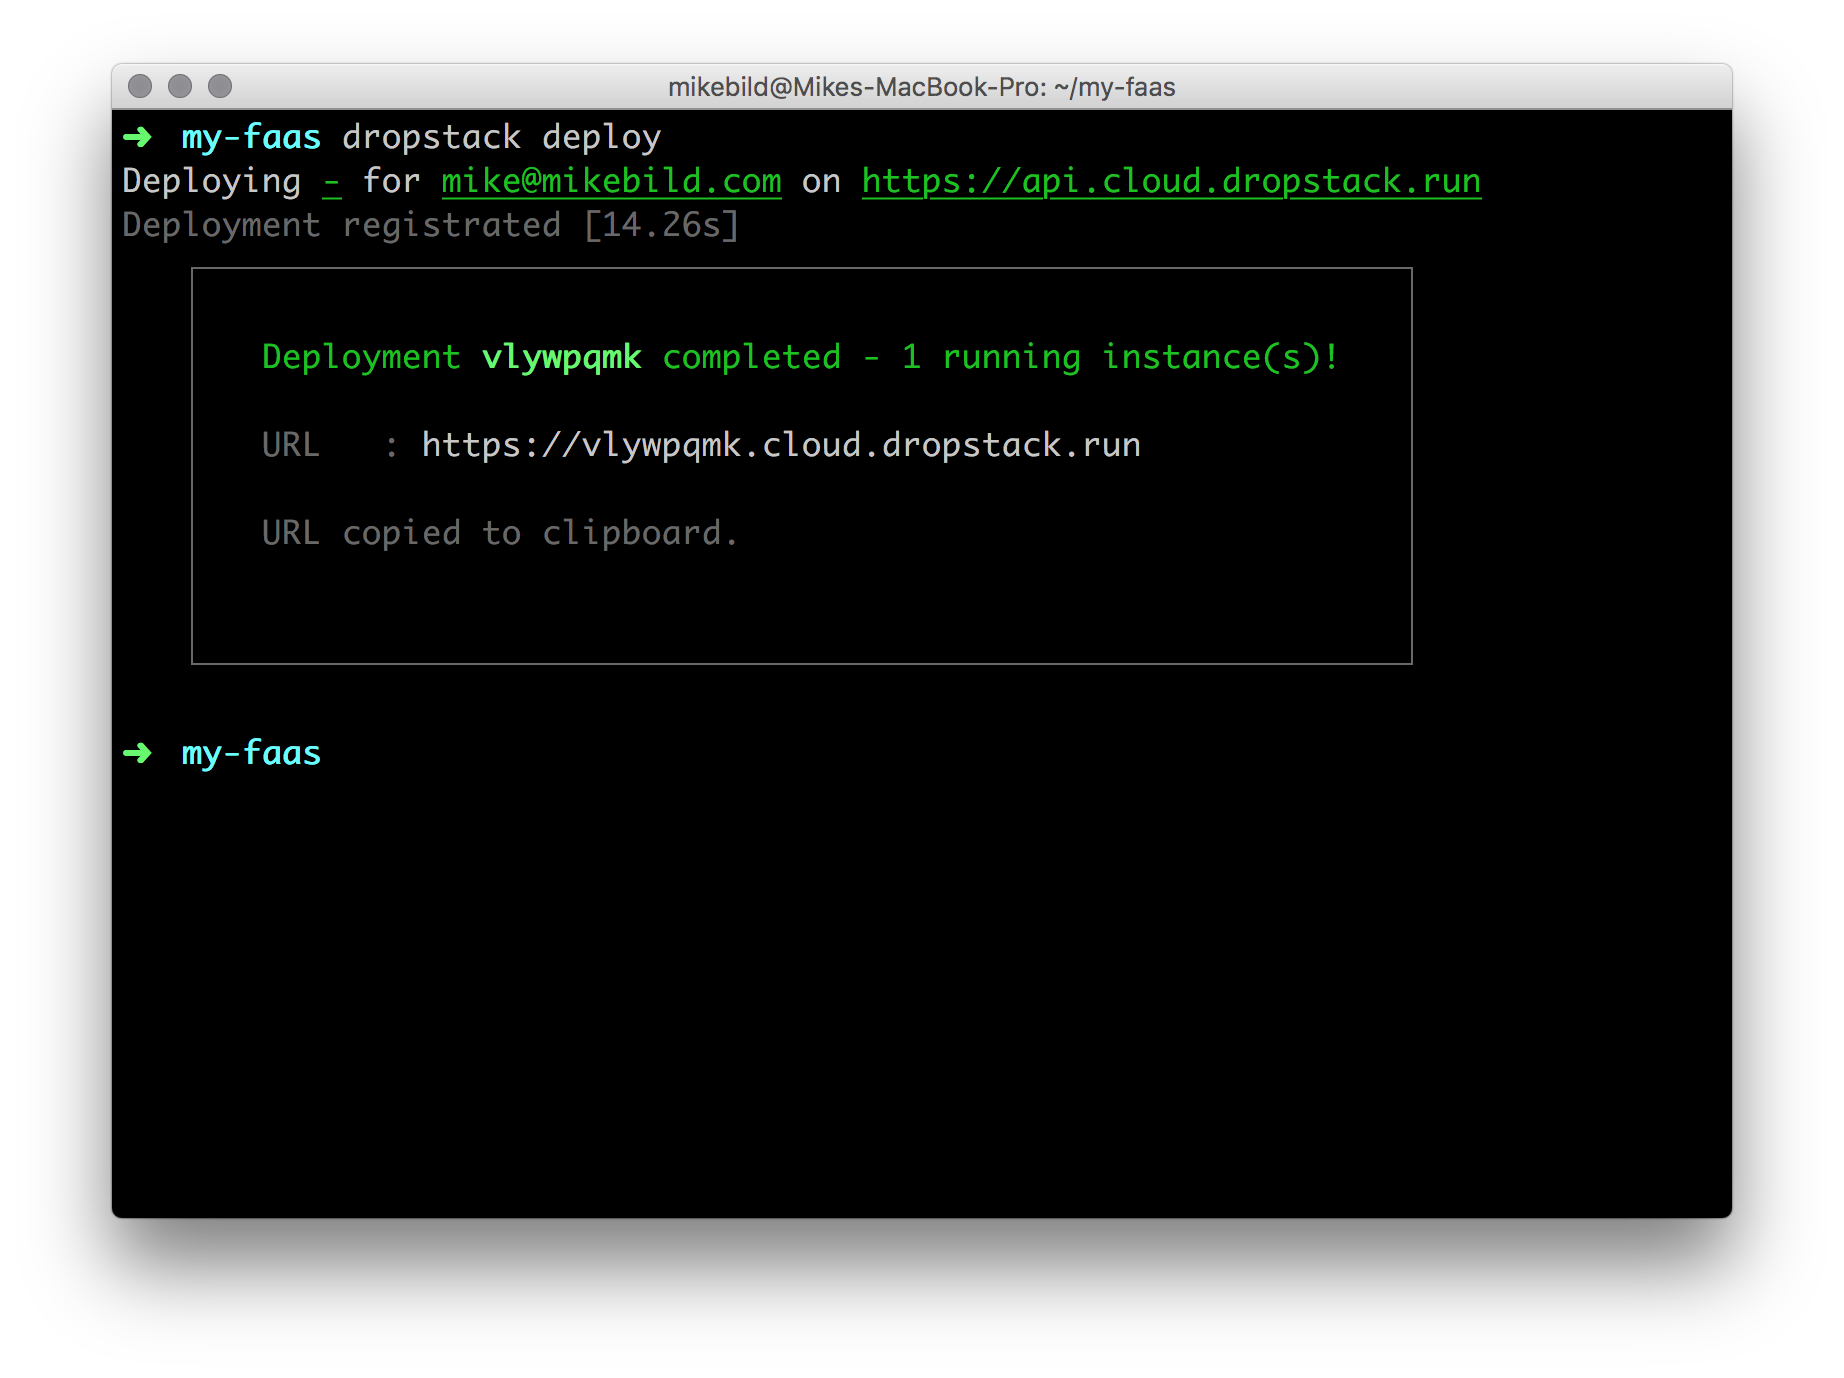 mikebild@Mikes-MacBook-Pro: ~/my-faas
➜ my-faas dropstack deploy
Deploying - for mike@mikebild.com on https://api.cloud.dropstack.run
Deployment registrated [14.26s]
Deployment vlywpqmk completed - 1 running instance(s)!
URL : https://vlywpqmk.cloud.dropstack.run
URL copied to clipboard.
➜ my-faas